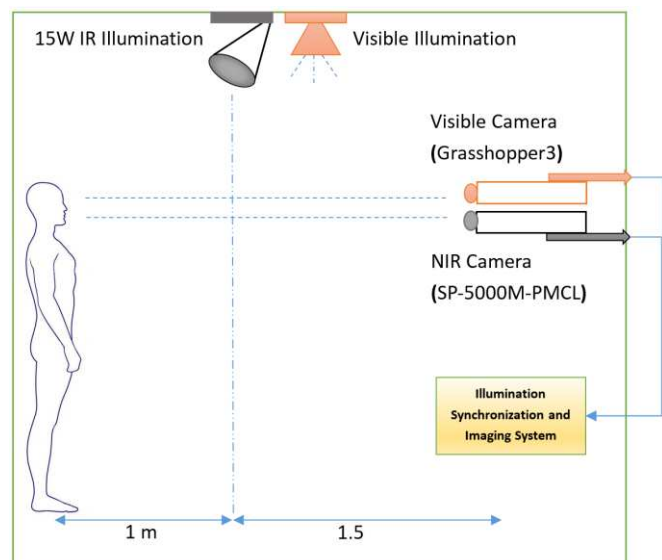 15W IR Illumination
Visible Illumination
Visible Camera
(Grasshopper3)
NIR Camera
(SP-5000M-PMCL)
Illumination
Synchronization and
Imaging System
1 m
1.5